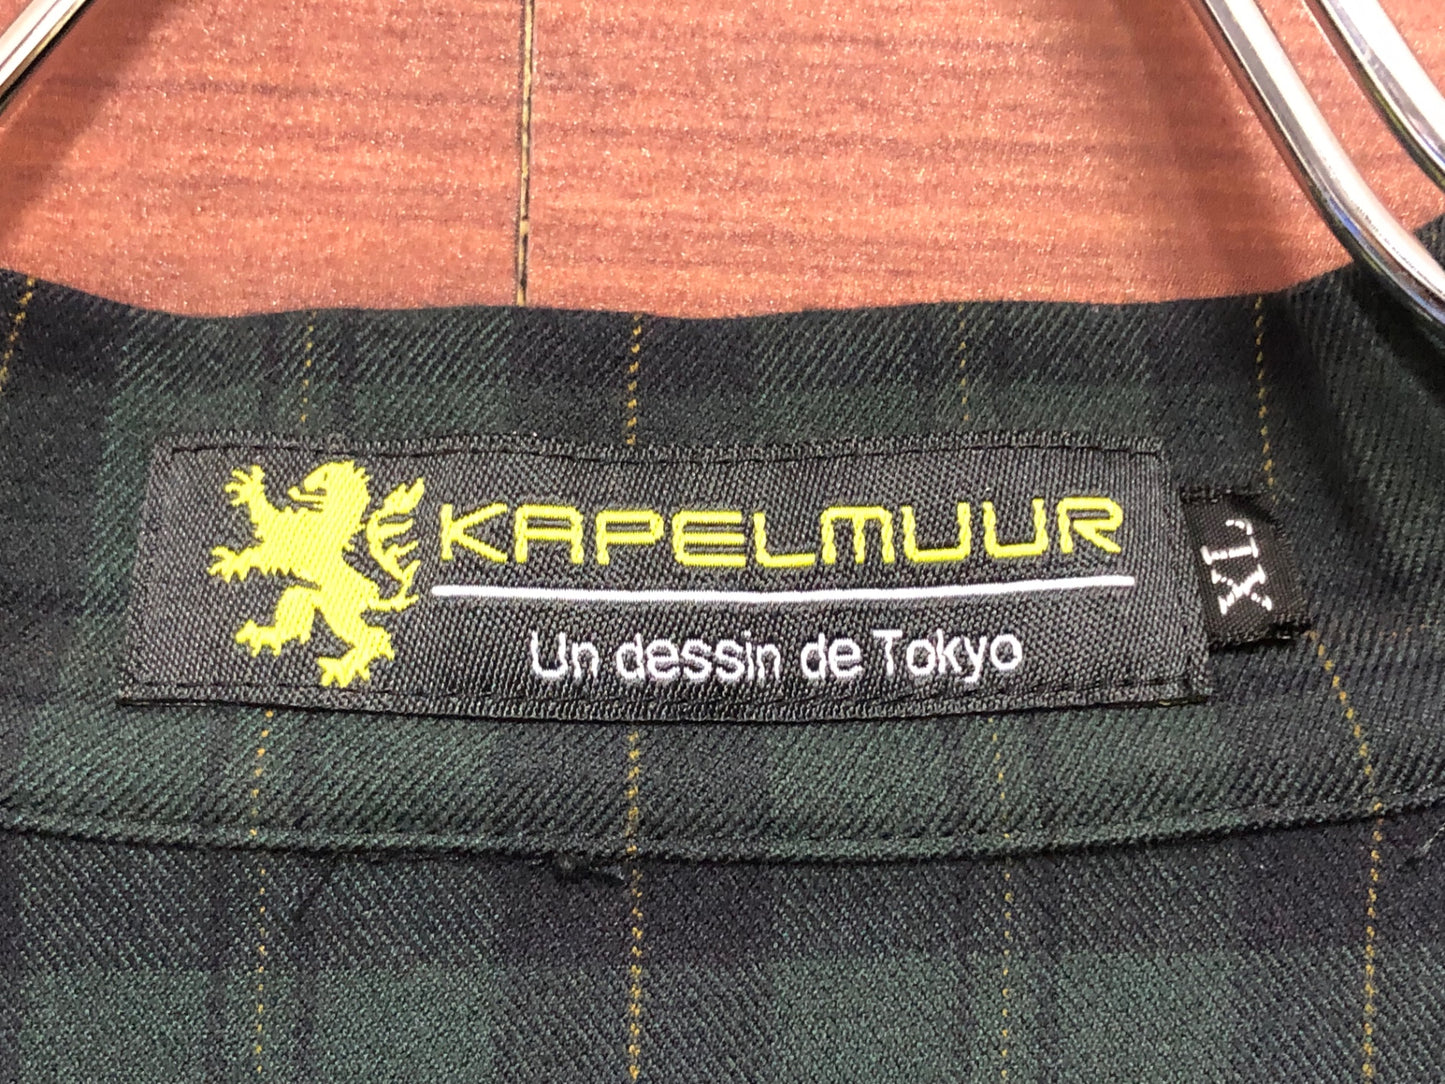 KAPELMUUR
Un dessin de Tokyo
XL